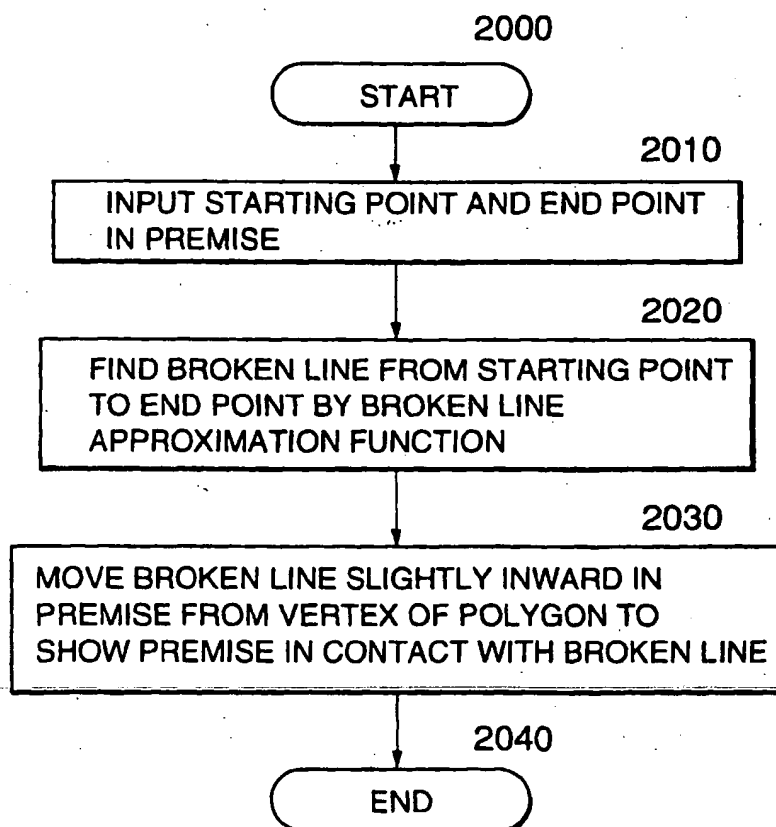 2000
START
2010
INPUT STARTING POINT AND END POINT
IN PREMISE
2020
FIND BROKEN LINE FROM STARTING POINT
TO END POINT BY BROKEN LINE
APPROXIMATION FUNCTION
2030
MOVE BROKEN LINE SLIGHTLY INWARD IN
PREMISE FROM VERTEX OF POLYGON TO
SHOW PREMISE IN CONTACT WITH BROKEN LINE
2040
END